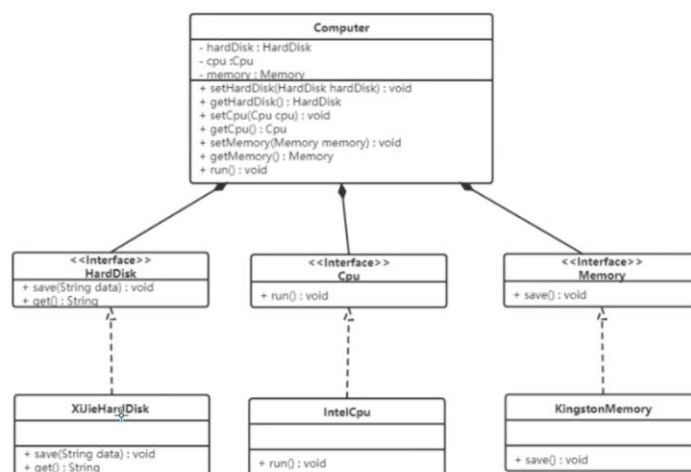 Computer
- hardDisk : HardDisk
- cpu :Cpu
- memory : Memory
+ setHardDisk(HardDisk hardDisk) : void
+ getHardDisk() : HardDisk
+ setCpu(Cpu cpu) : void
+ getCpu() : Cpu
+ setMemory(Memory memory) : void
+ getMemory() : Memory
+ run() : void
<<Interface>>
HardDisk
+ save(String data) : void
+ get() : String
<<Interface>>
Cpu
+ run() : void
<<Interface>>
Memory
+ save() : void
XiJieHardDisk
+ save(String data) : void
+ get() : String
IntelCpu
+ run() : void
KingstonMemory
+ save() : void